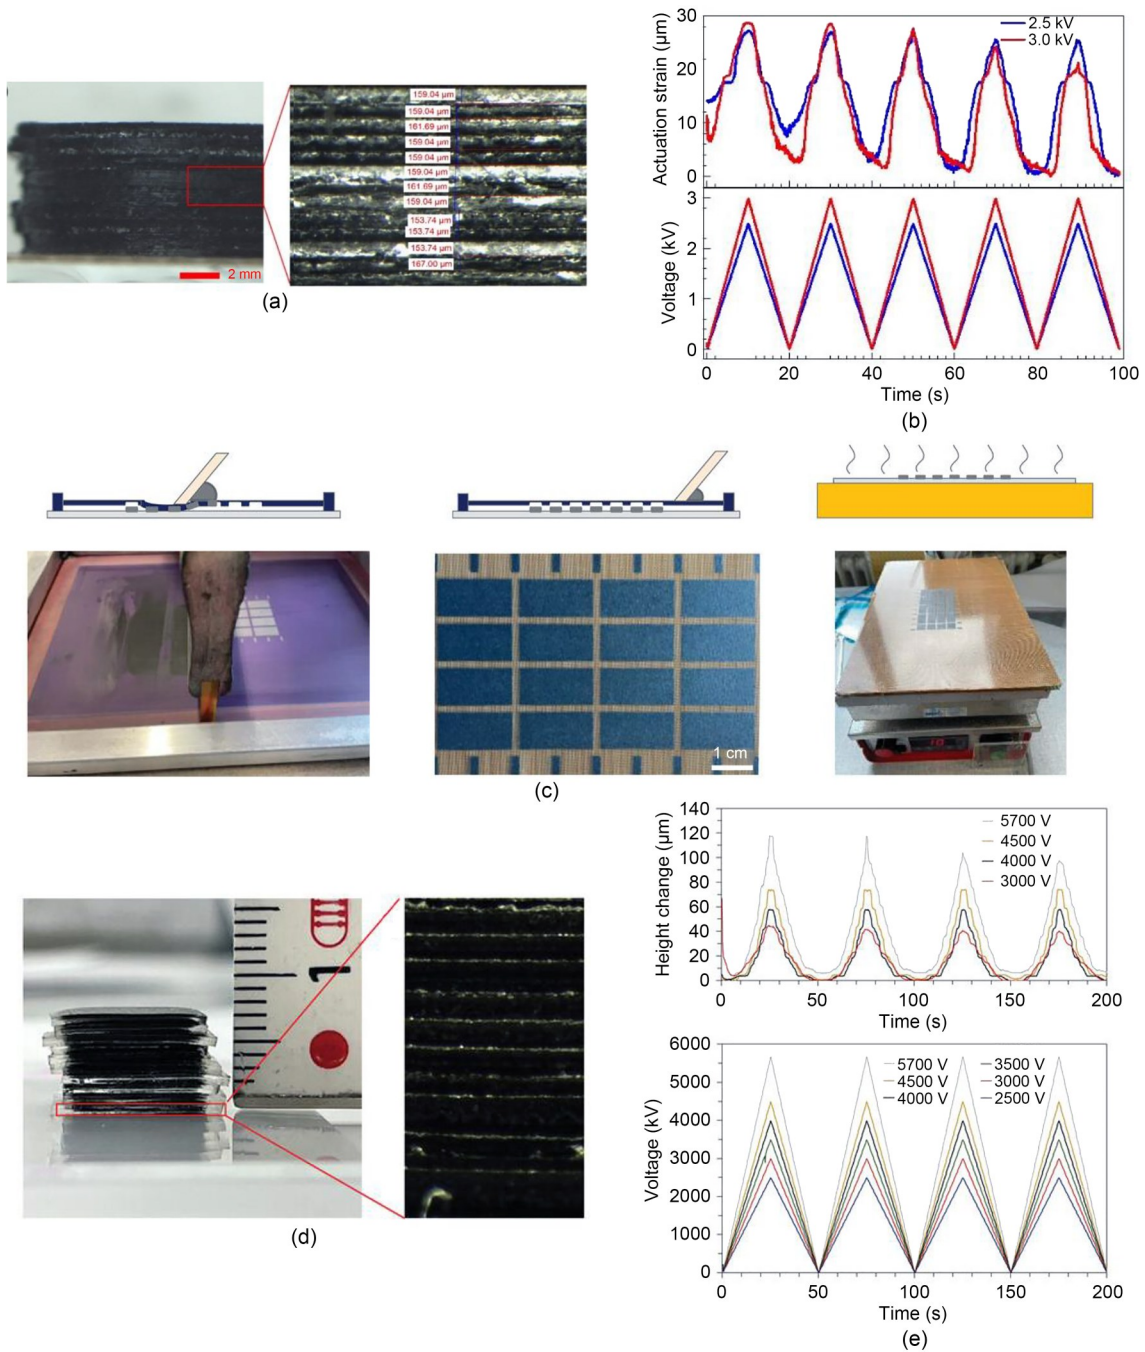 159.04 µm
159.04 µm
161.69 µm
159.04 µm
159.04 µm
159.04 µm
161.69 µm
159.04 µm
153.74 µm
153.74 µm
153.74 µm
167.00 µm
2 mm
(a)
30
20
10
0
Actuation strain (µm)
2.5 kV
3.0 kV
3
2
1
0
Voltage (kV)
0 20 40 60 80 100
Time (s)
(b)
1 cm
(c)
1
(d)
140
120
100
80
60
40
20
0
Height change (µm)
5700 V
4500 V
4000 V
3000 V
0 50 100 150 200
Time (s)
6000
5000
4000
3000
2000
1000
0
Voltage (kV)
5700 V 3500 V
4500 V 3000 V
4000 V 2500 V
0 50 100 150 200
Time (s)
(e)